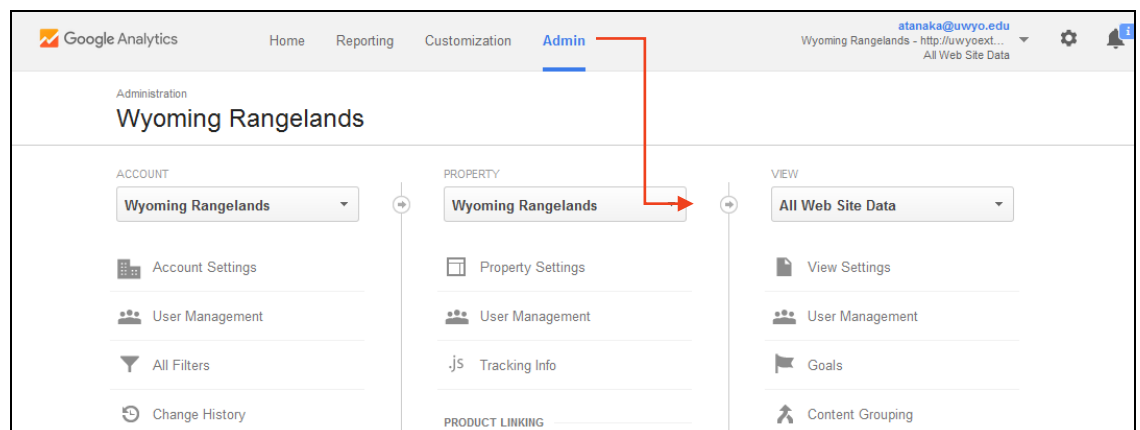 Google Analytics
Home
Reporting
Customization
Admin
atanaka@uwyo.edu
Wyoming Rangelands - http://uwyoext...
All Web Site Data
i
Administration
Wyoming Rangelands
ACCOUNT
Wyoming Rangelands
Account Settings
User Management
All Filters
Change History
PROPERTY
Wyoming Rangelands
Property Settings
User Management
.js Tracking Info
PRODUCT LINKING
VIEW
All Web Site Data
View Settings
User Management
Goals
Content Grouping